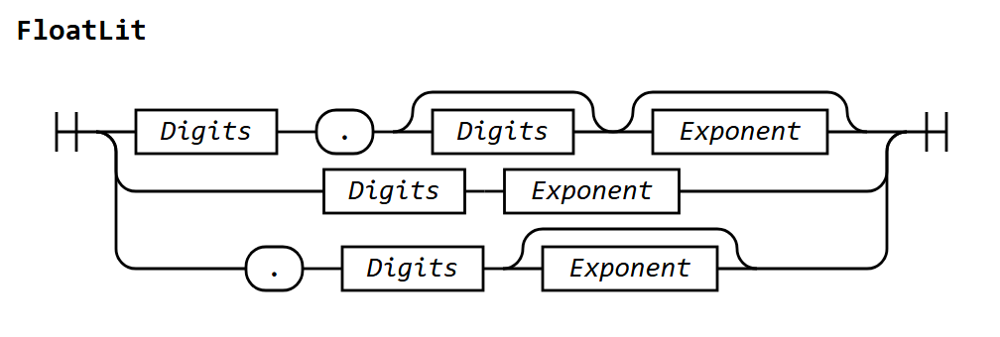 FloatLit
Digits . Digits Exponent
Digits Exponent
. Digits Exponent